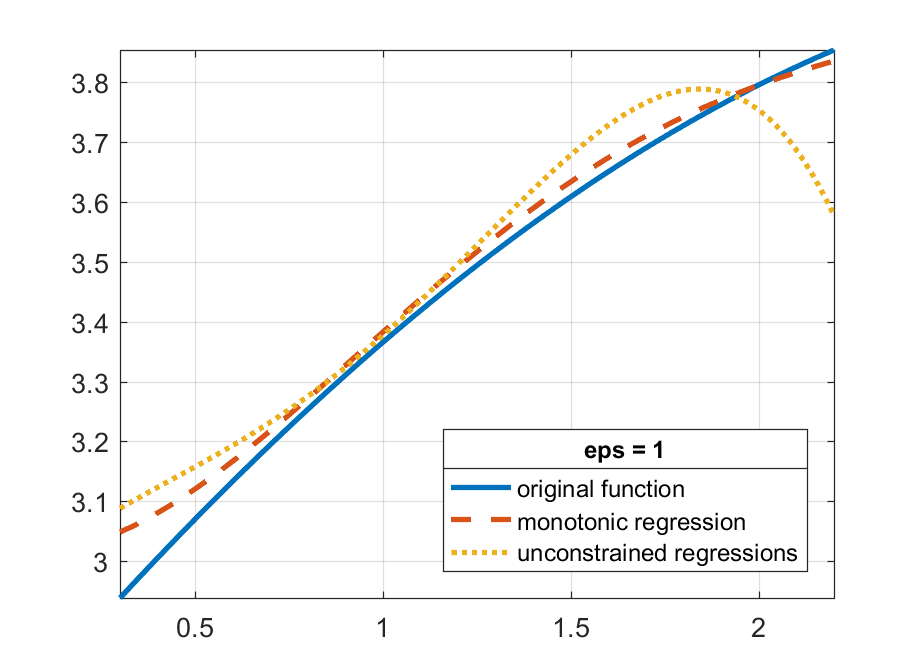 3.8
3.7
3.6
3.5
3.4
3.3
3.2
3.1
3
eps = 1
original function
monotonic regression
unconstrained regressions
0.5 1 1.5 2